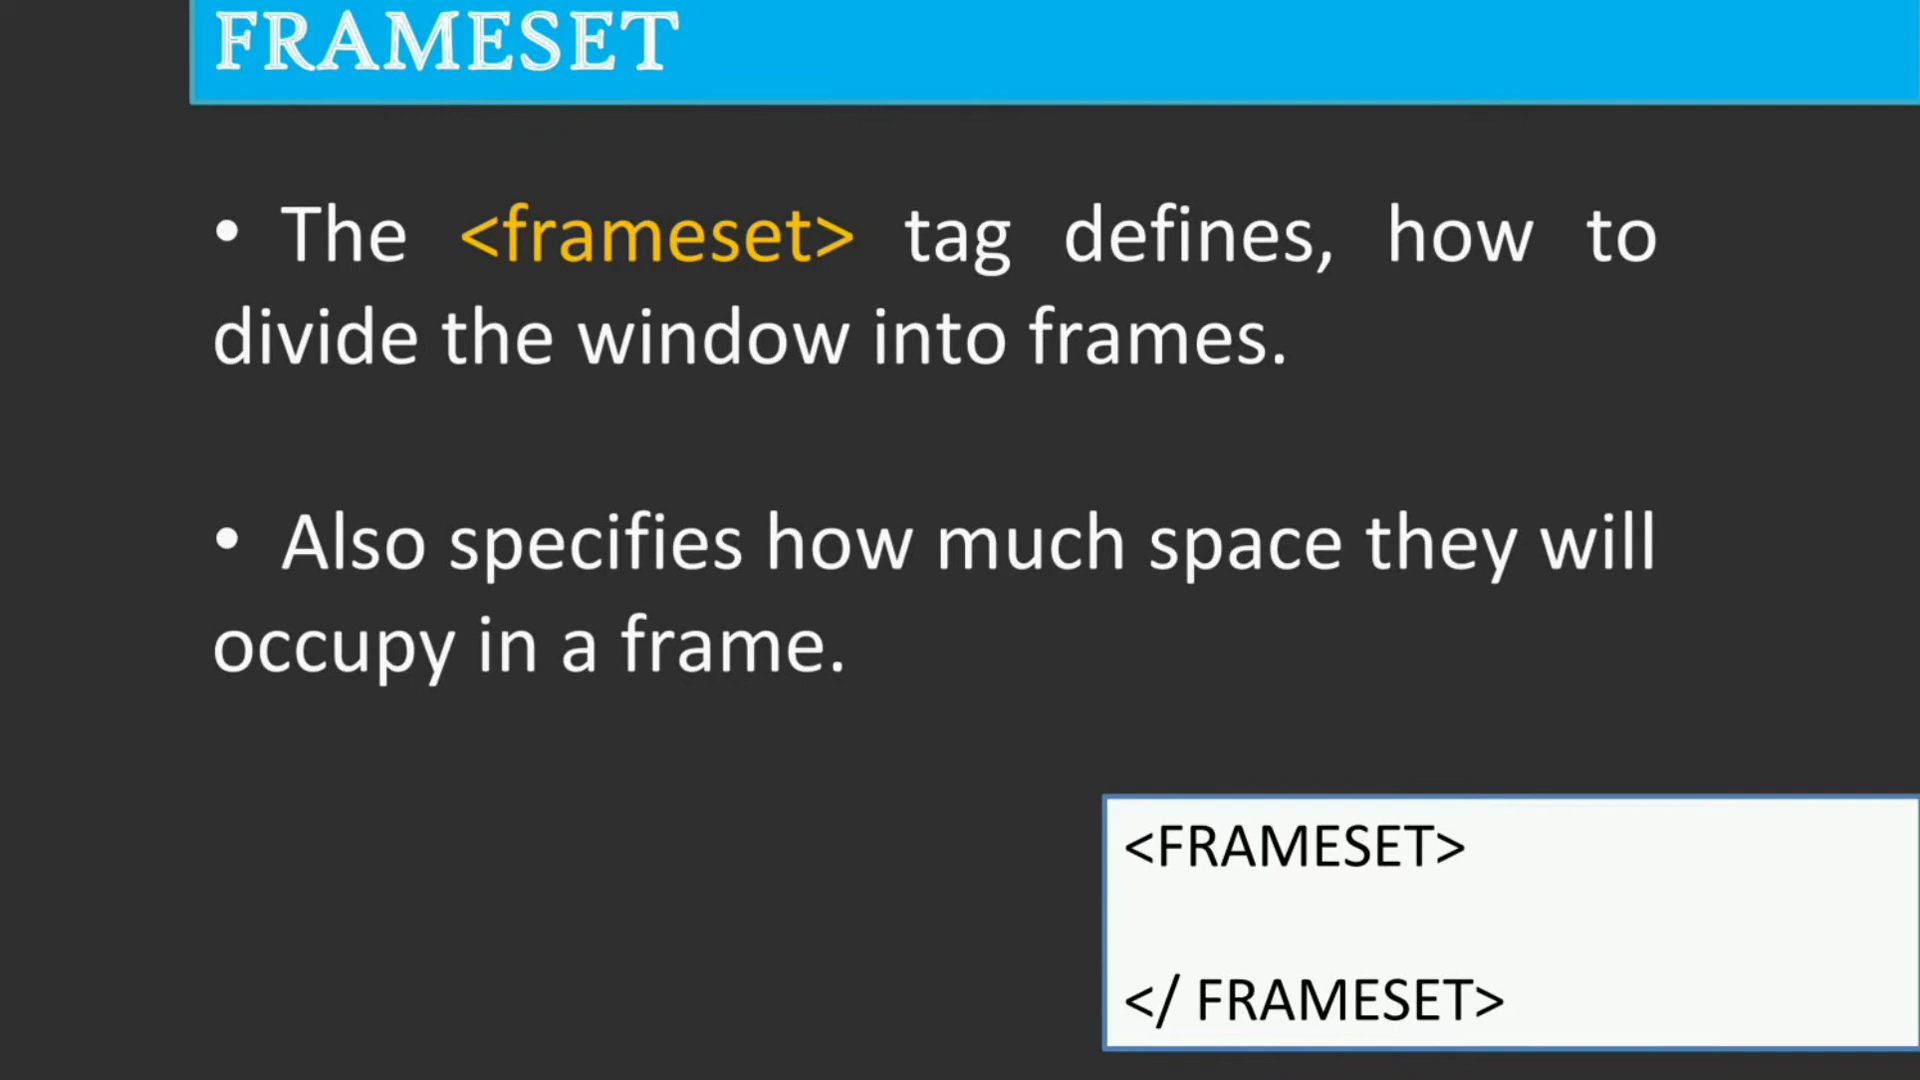 FRAMESET
• The <frameset> tag defines, how to
divide the window into frames.
• Also specifies how much space they will
occupy in a frame.
<FRAMESET>
</ FRAMESET>